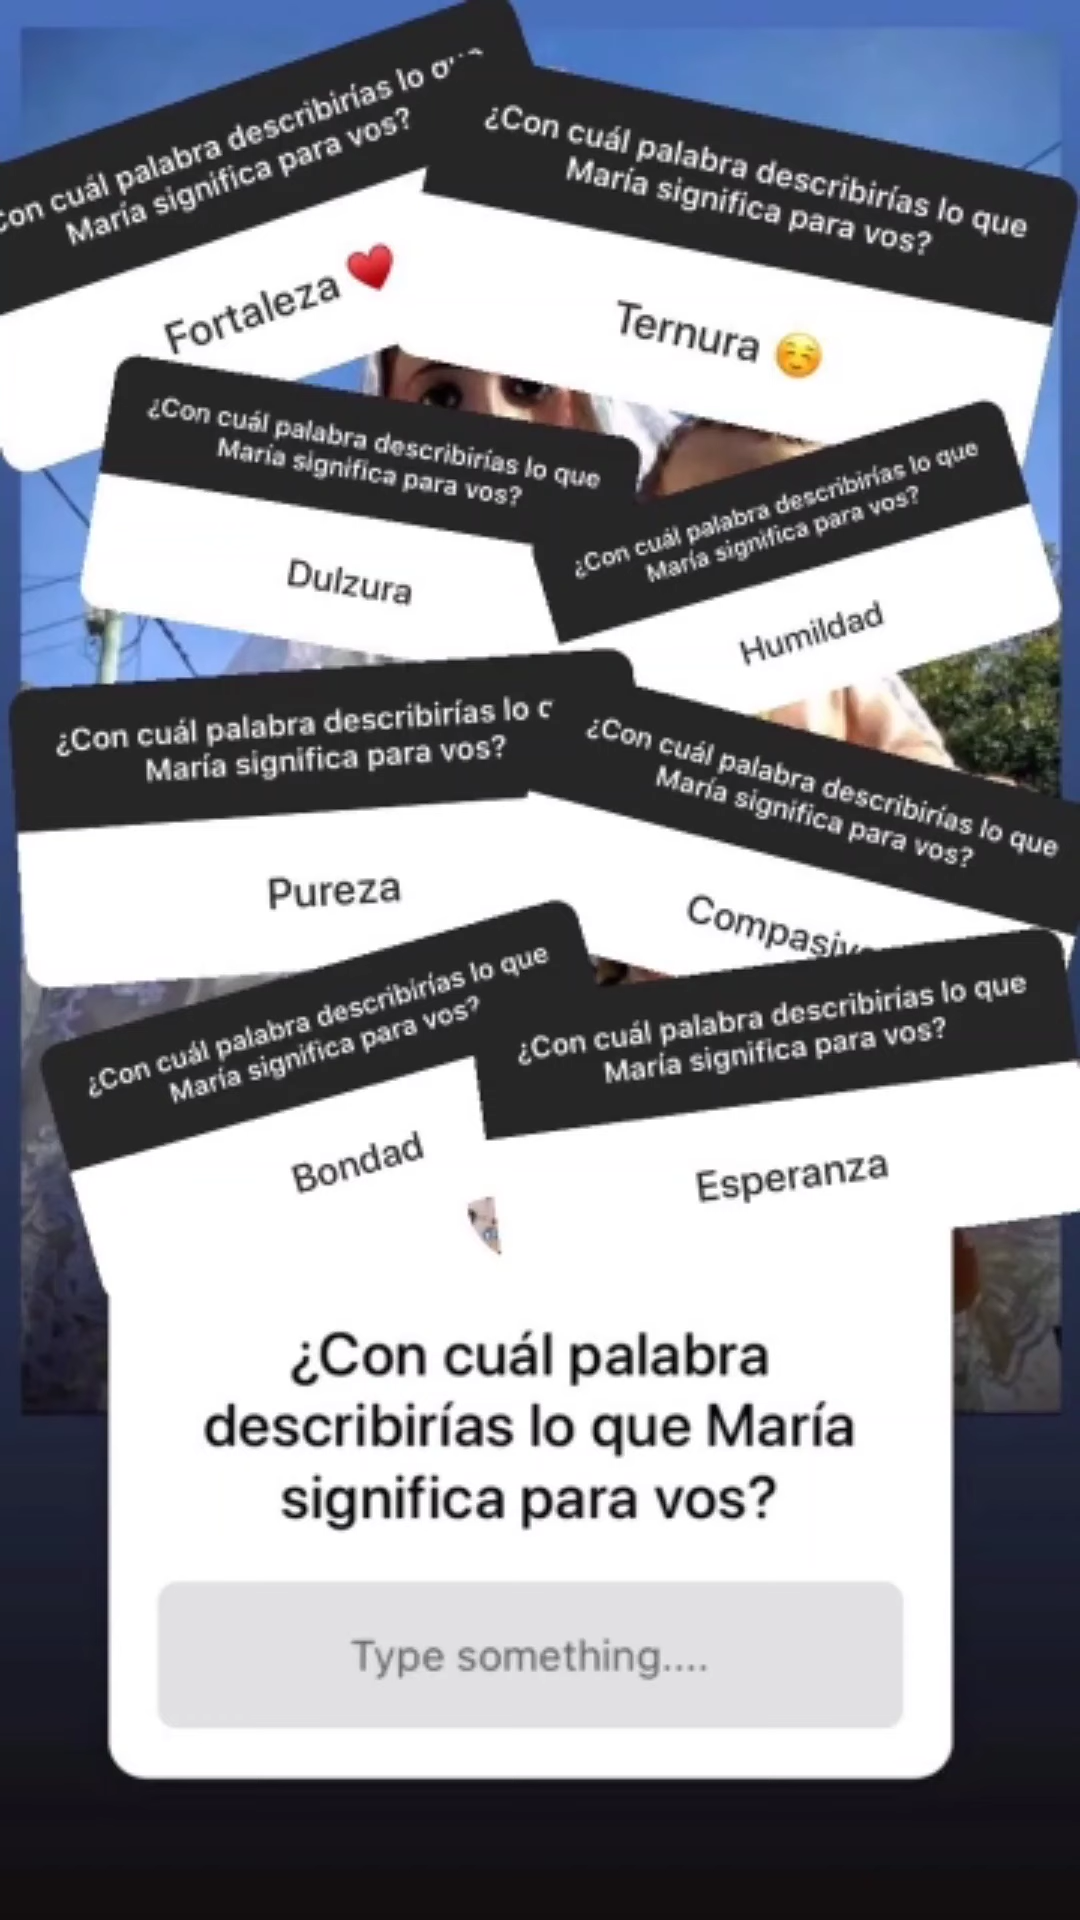 Con cuál palabra describirías lo
María significa para vos?
Fortaleza ❤️
¿Con cuál palabra describirías lo que
María significa para vos?
Ternura ☺️
¿Con cuál palabra describirías lo que
María significa para vos?
Dulzura
¿Con cuál palabra describirías lo que
María significa para vos?
Humildad
¿Con cuál palabra describirías lo
María significa para vos?
Pureza
¿Con cuál palabra describirías lo que
María significa para vos?
¿Con cuál palabra describirías lo que
María significa para vos?
Bondad
¿Con cuál palabra describirías lo que
María significa para vos?
Esperanza
¿Con cuál palabra
describirías lo que María
significa para vos?
Type something....